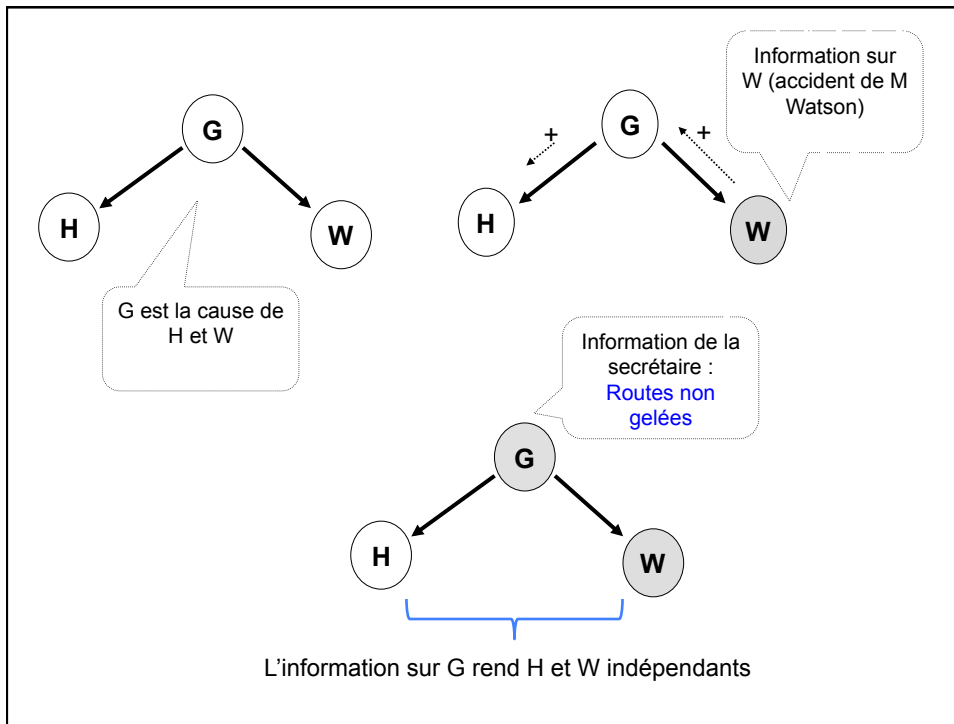 G
H
W
G est la cause de
H et W
Information sur
W (accident de M
Watson)
+
+
G
H
W
Information de la
secrétaire :
Routes non
gelées
G
H
W
L'information sur G rend H et W indépendants